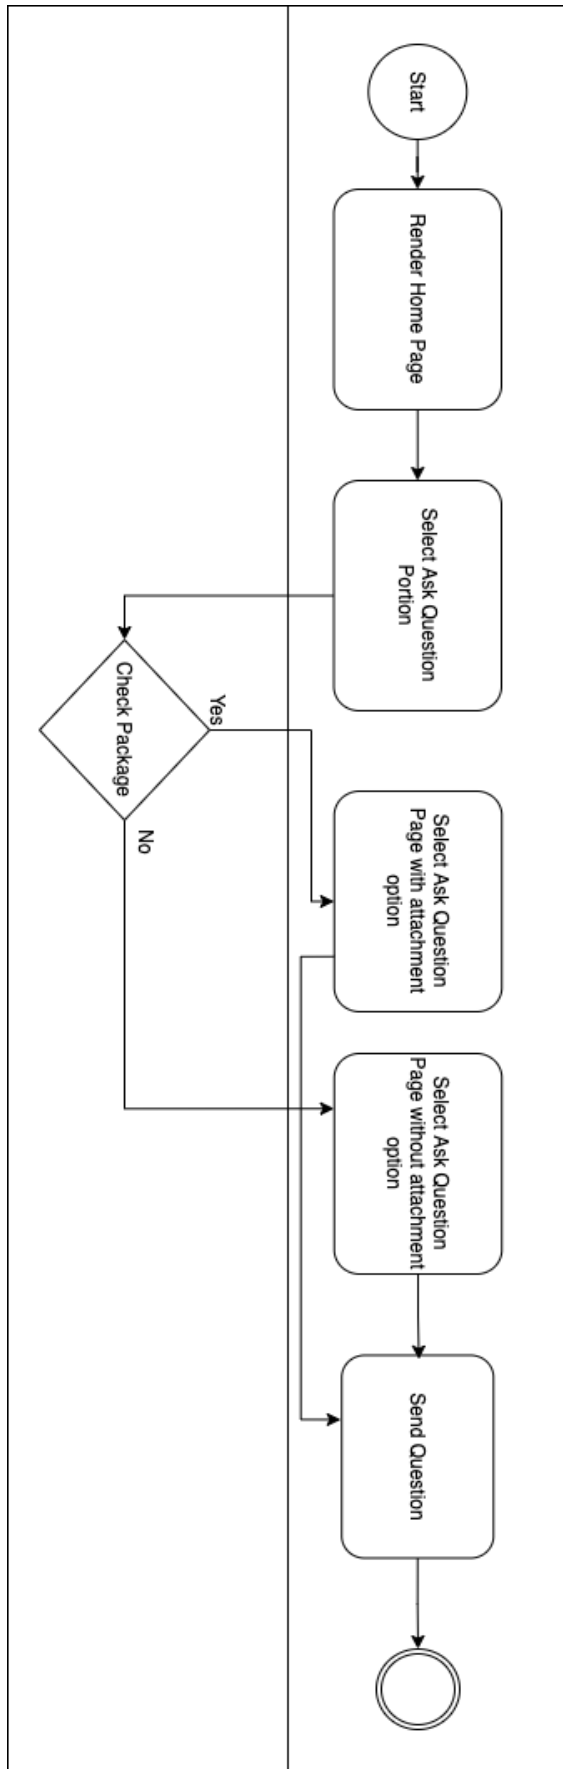 Start
Render Home Page
Select Ask Question
Portion
Check Package
Yes
No
Select Ask Question
Page with attachment
option
Select Ask Question
Page without attachment
option
Send Question